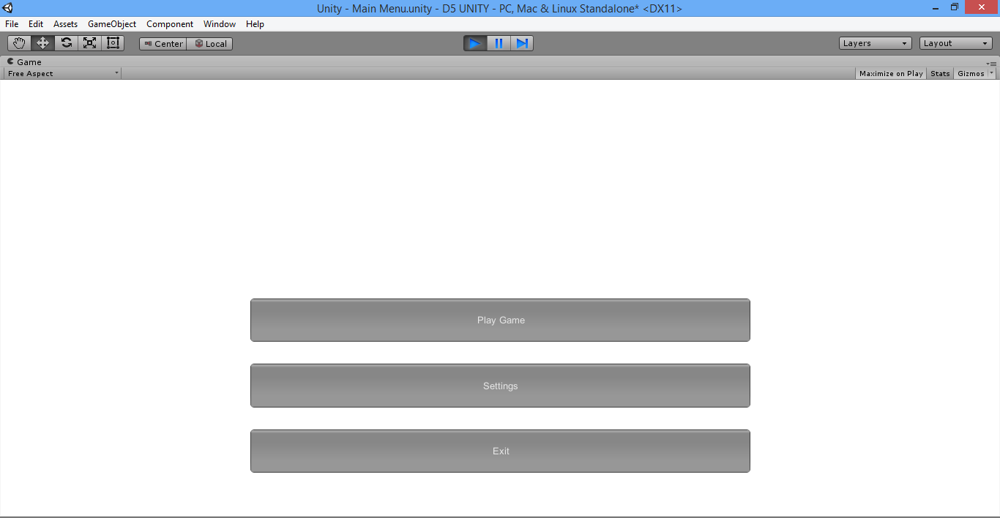 Unity - Main Menu.unity - D5 UNITY - PC, Mac & Linux Standalone* <DX11>
File Edit Assets GameObject Component Window Help
Center Local Layers Layout
Game
Free Aspect Maximize on Play Stats Gizmos
Play Game
Settings
Exit